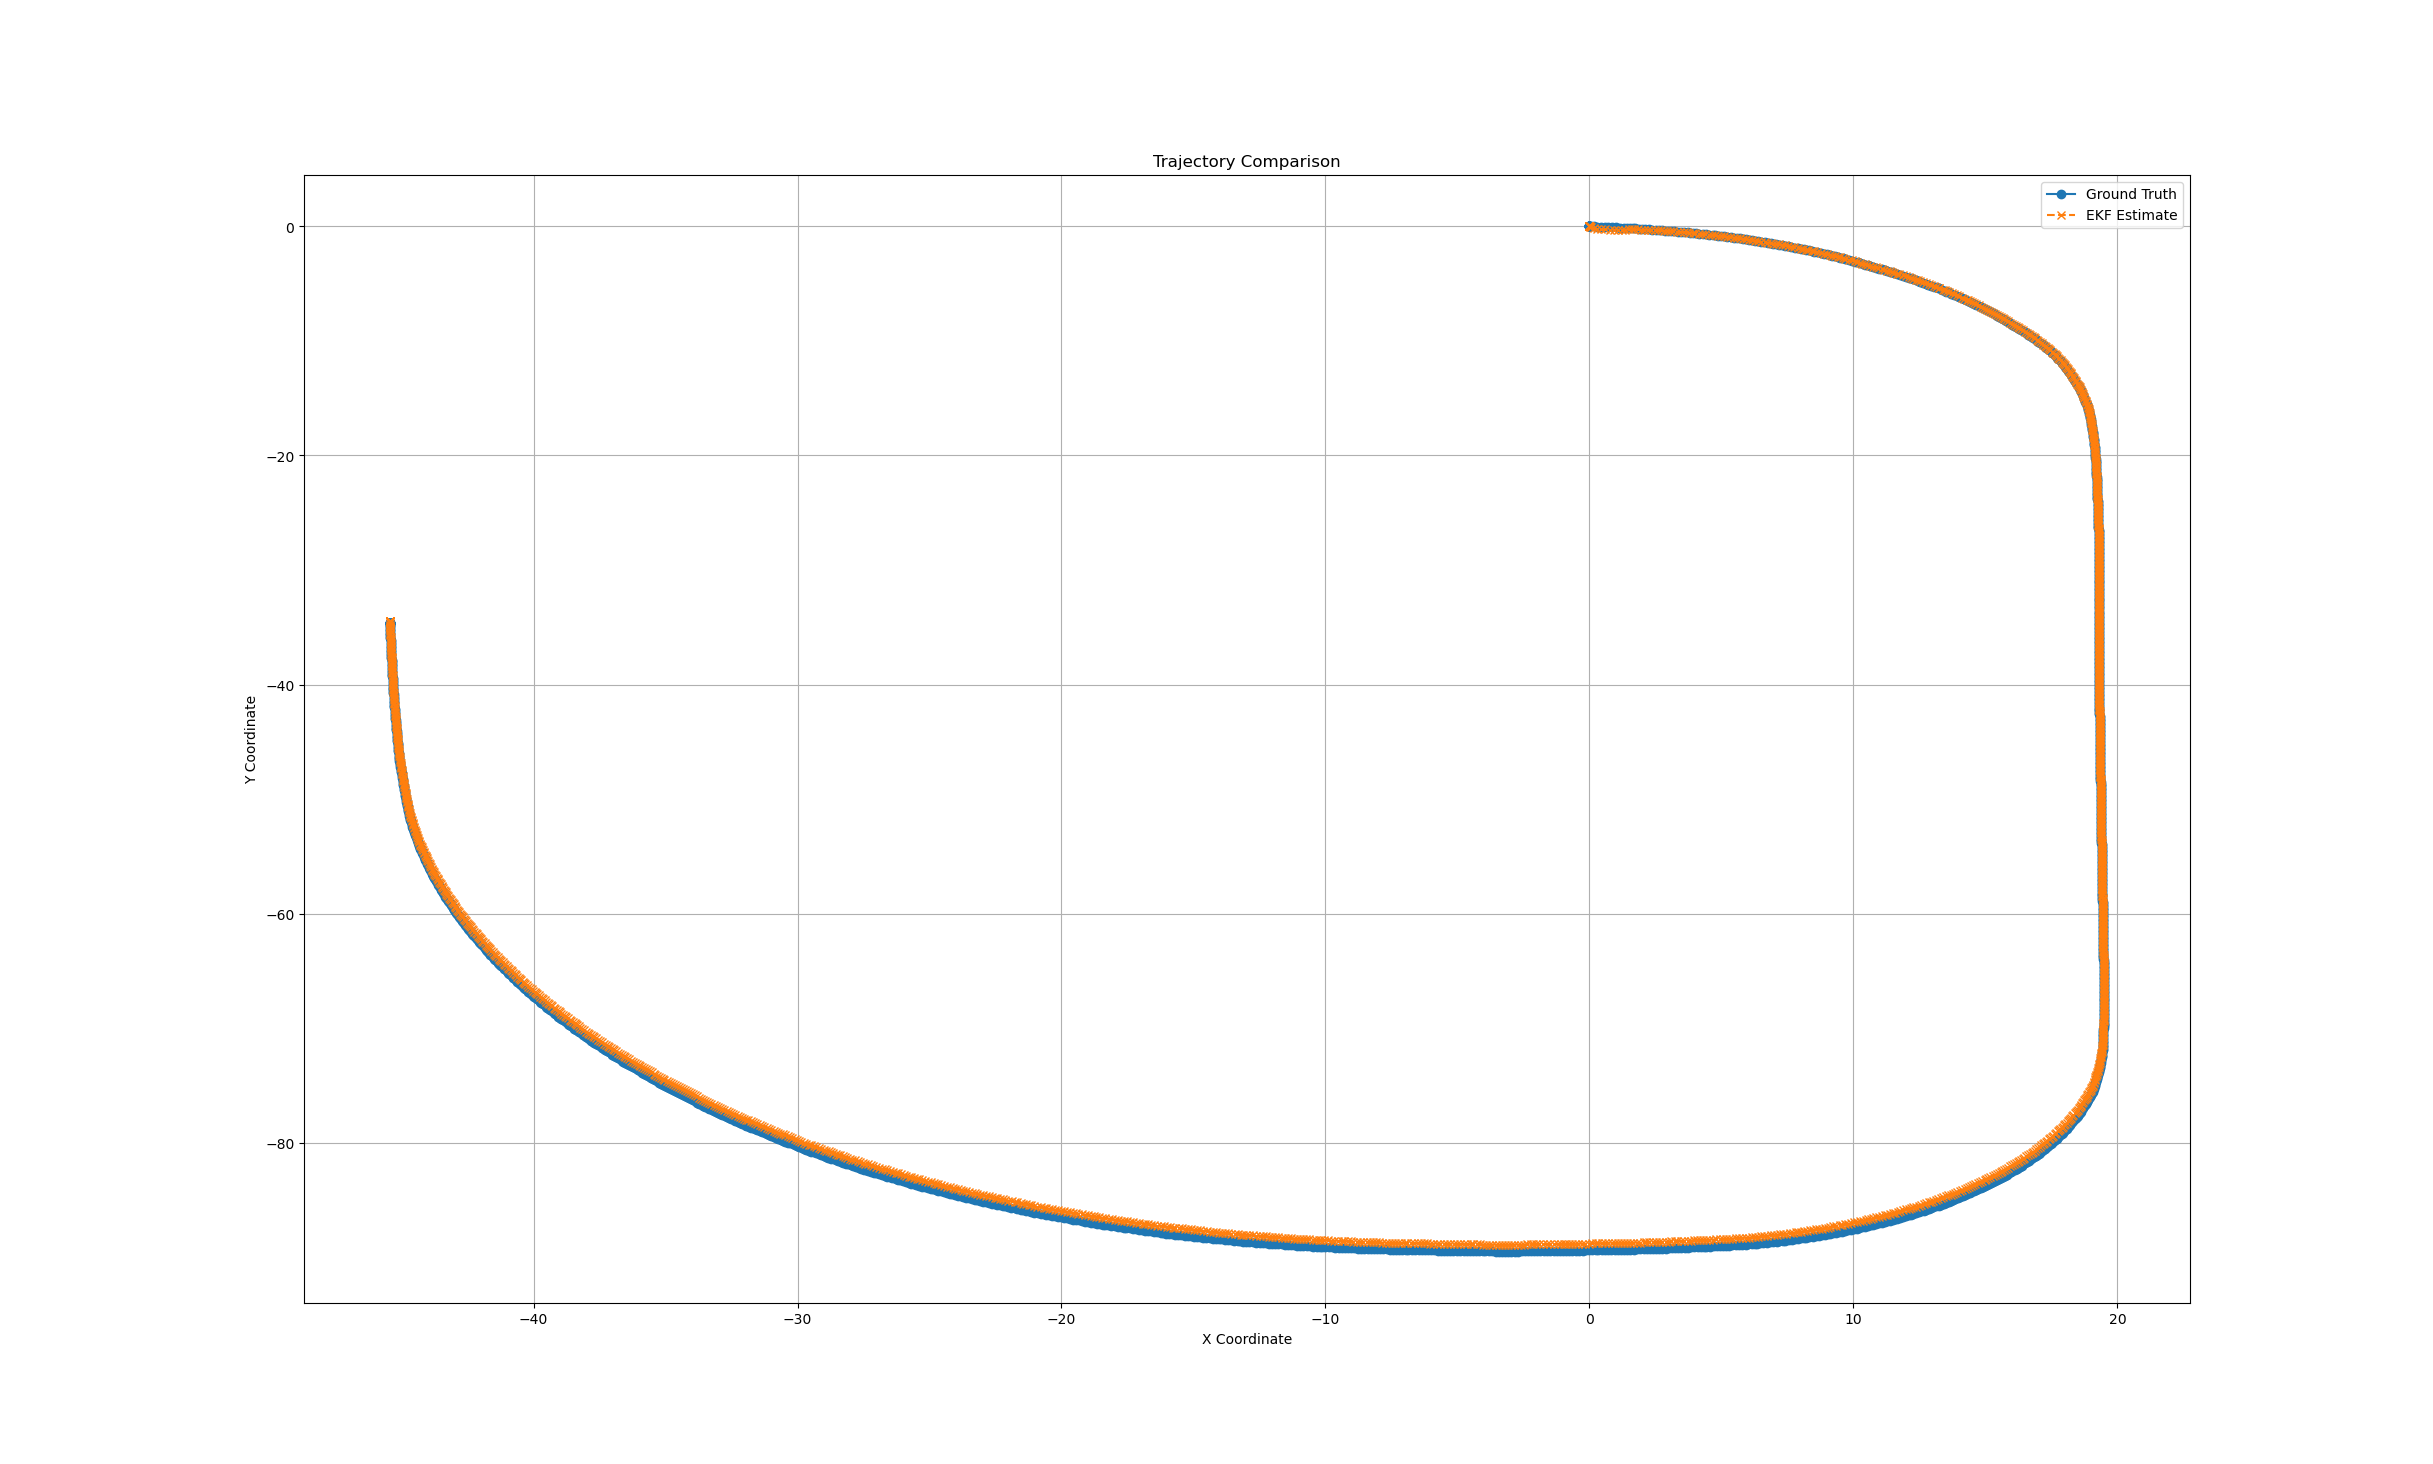 Trajectory Comparison
Ground Truth
EKF Estimate
0
−20
−40
−60
−80
Y Coordinate
−40
−30
−20
−10
0
10
20
X Coordinate